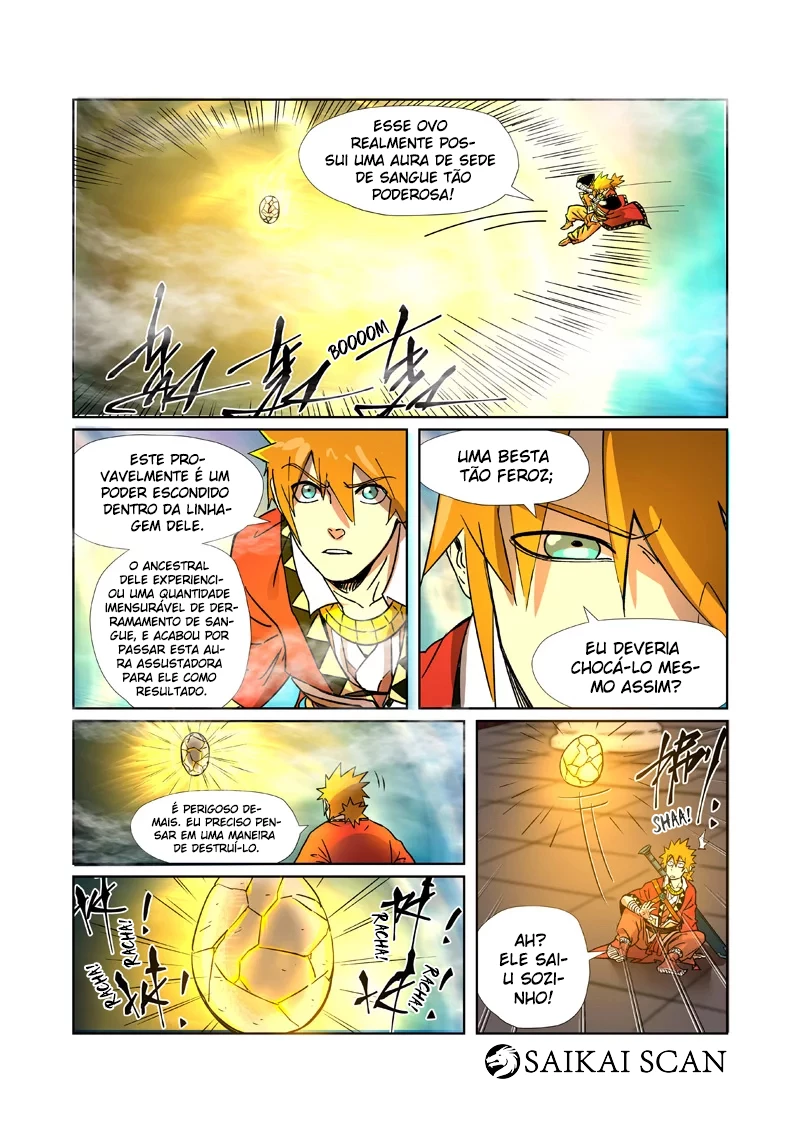 ESSE OVO
REALMENTE POS-
SUI UMA AURA DE SEDE
DE SANGUE TÃO
PODEROSA!
BOOOOM
ESTE PRO-
VAVELMENTE É UM
PODER ESCONDIDO
DENTRO DA LINHA-
GEM DELE.
O ANCESTRAL
DELE EXPERIENCI-
OU UMA QUANTIDADE
IMENSURÁVEL DE DER-
RAMAMENTO DE SAN-
GUE, E ACABOU POR
PASSAR ESTA AU-
RA ASSUSTADORA
PARA ELE COMO
RESULTADO.
UMA BESTA
TÃO FEROZ;
EU DEVERIA
CHOCÁ-LO MES-
MO ASSIM?
É PERIGOSO DE-
MAIS. EU PRECISO PEN-
SAR EM UMA MANEIRA
DE DESTRUÍ-LO.
SHAA!
AH?
ELE SAI-
U SOZI-
NHO!
RACHA!
RACHA!
RACHA!
RACHA!
RACHA!
SAIKAI SCAN